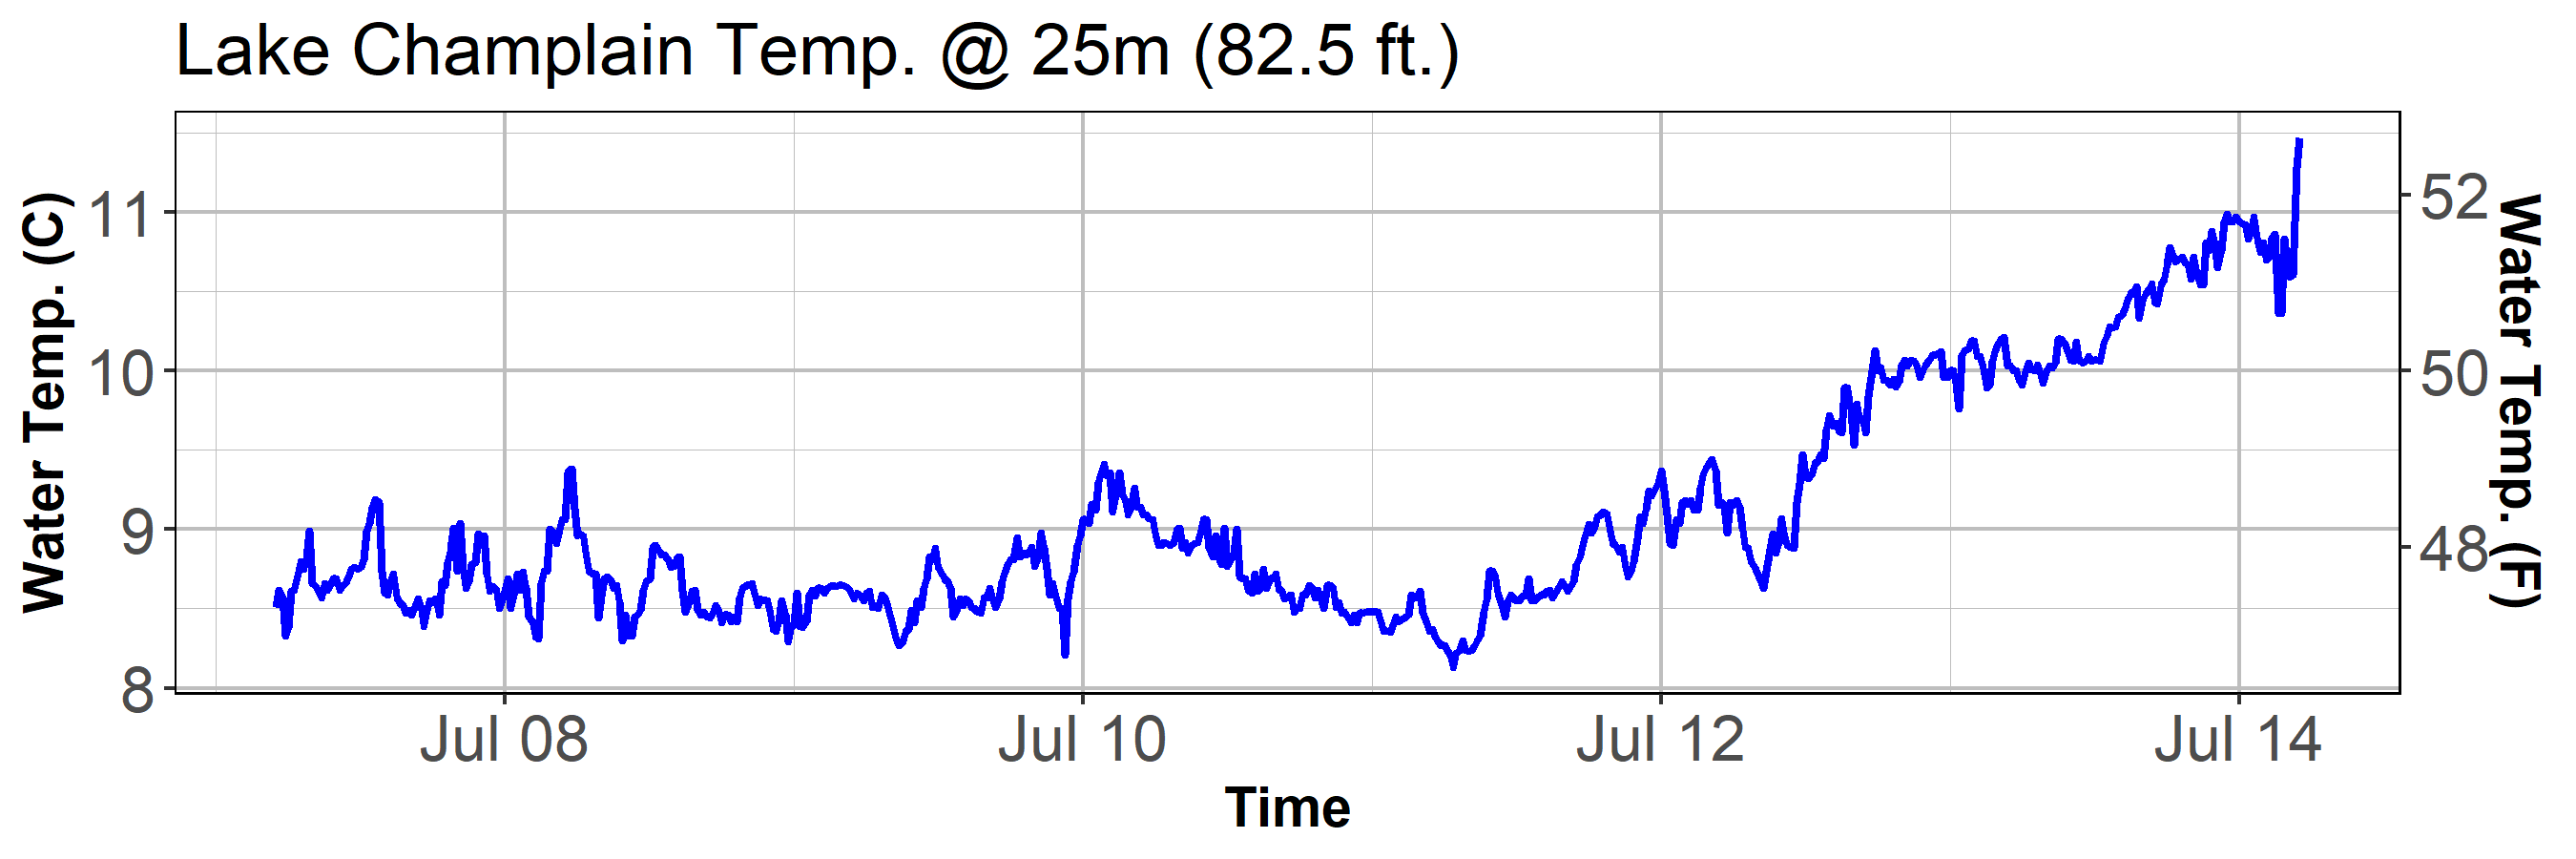 Lake Champlain Temp. @ 25m (82.5 ft.)
Water Temp. (C)
11
10
9
8
52
50
48
Water Temp. (F)
Jul 08
Jul 10
Jul 12
Jul 14
Time